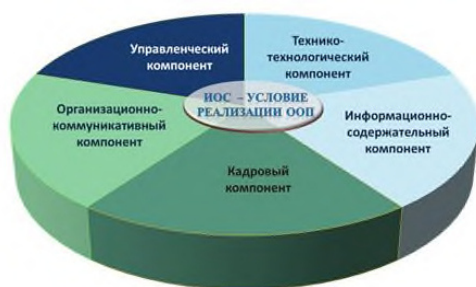 Управленческий
компонент
Технико-
технологический
компонент
Организационно-
коммуникативный
компонент
ИОС – УСЛОВИЕ
РЕАЛИЗАЦИИ ООП
Информационно-
содержательный
компонент
Кадровый
компонент